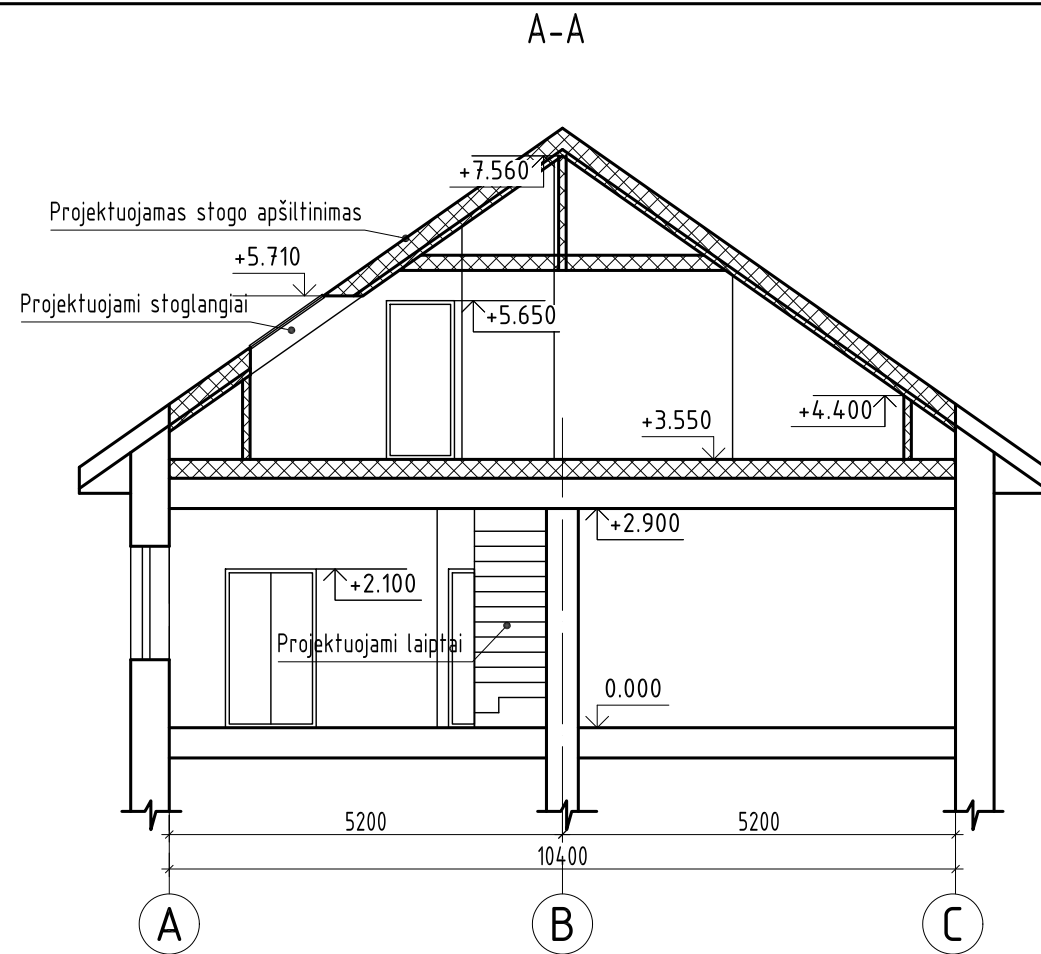 A-A
+7.560
Projektuojamas stogo apšiltinimas
+5.710
Projektuojami stoglangiai
+5.650
+4.400
+3.550
+2.900
+2.100
Projektuojami laiptai
0.000
5200
5200
10400
A
B
C